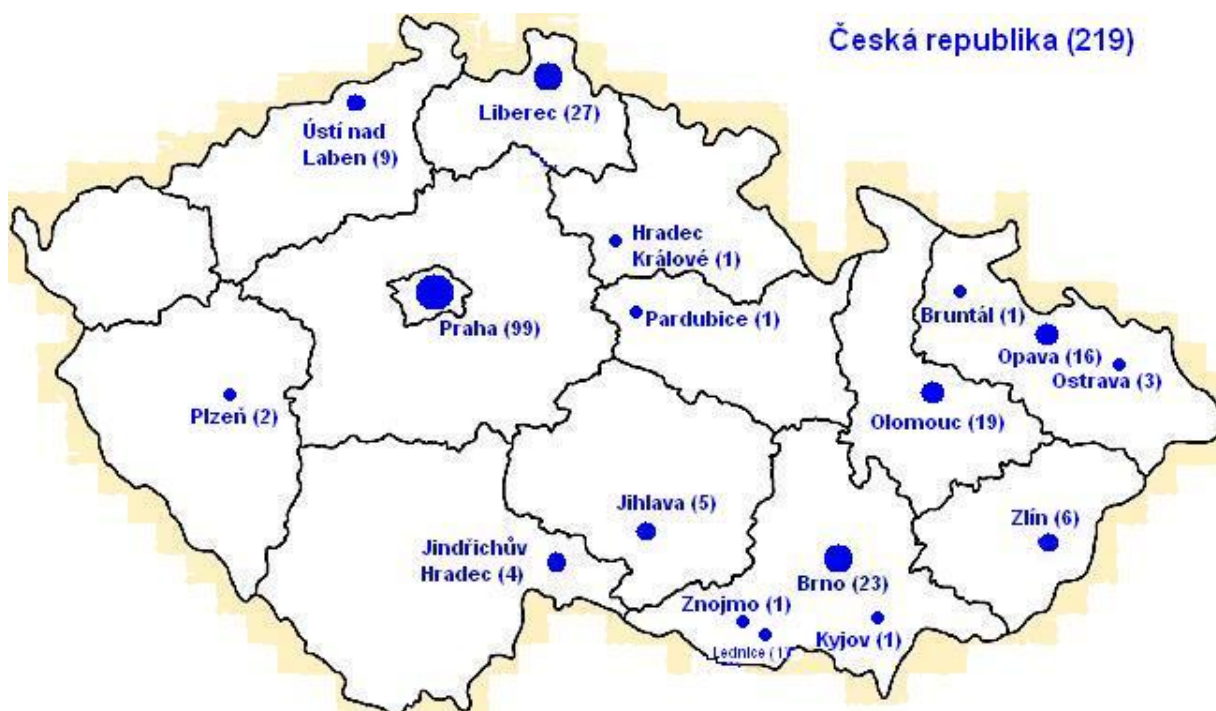 Česká republika (219)
Liberec (27)
Ústí nad
Laben (9)
Hradec
Králové (1)
Praha (99)
Pardubice (1)
Bruntál (1)
Opava (16)
Ostrava (3)
Plzeň (2)
Olomouc (19)
Jihlava (5)
Zlín (6)
Jindřichův
Hradec (4)
Brno (23)
Znojmo (1)
Kyjov (1)
Lednice (1)